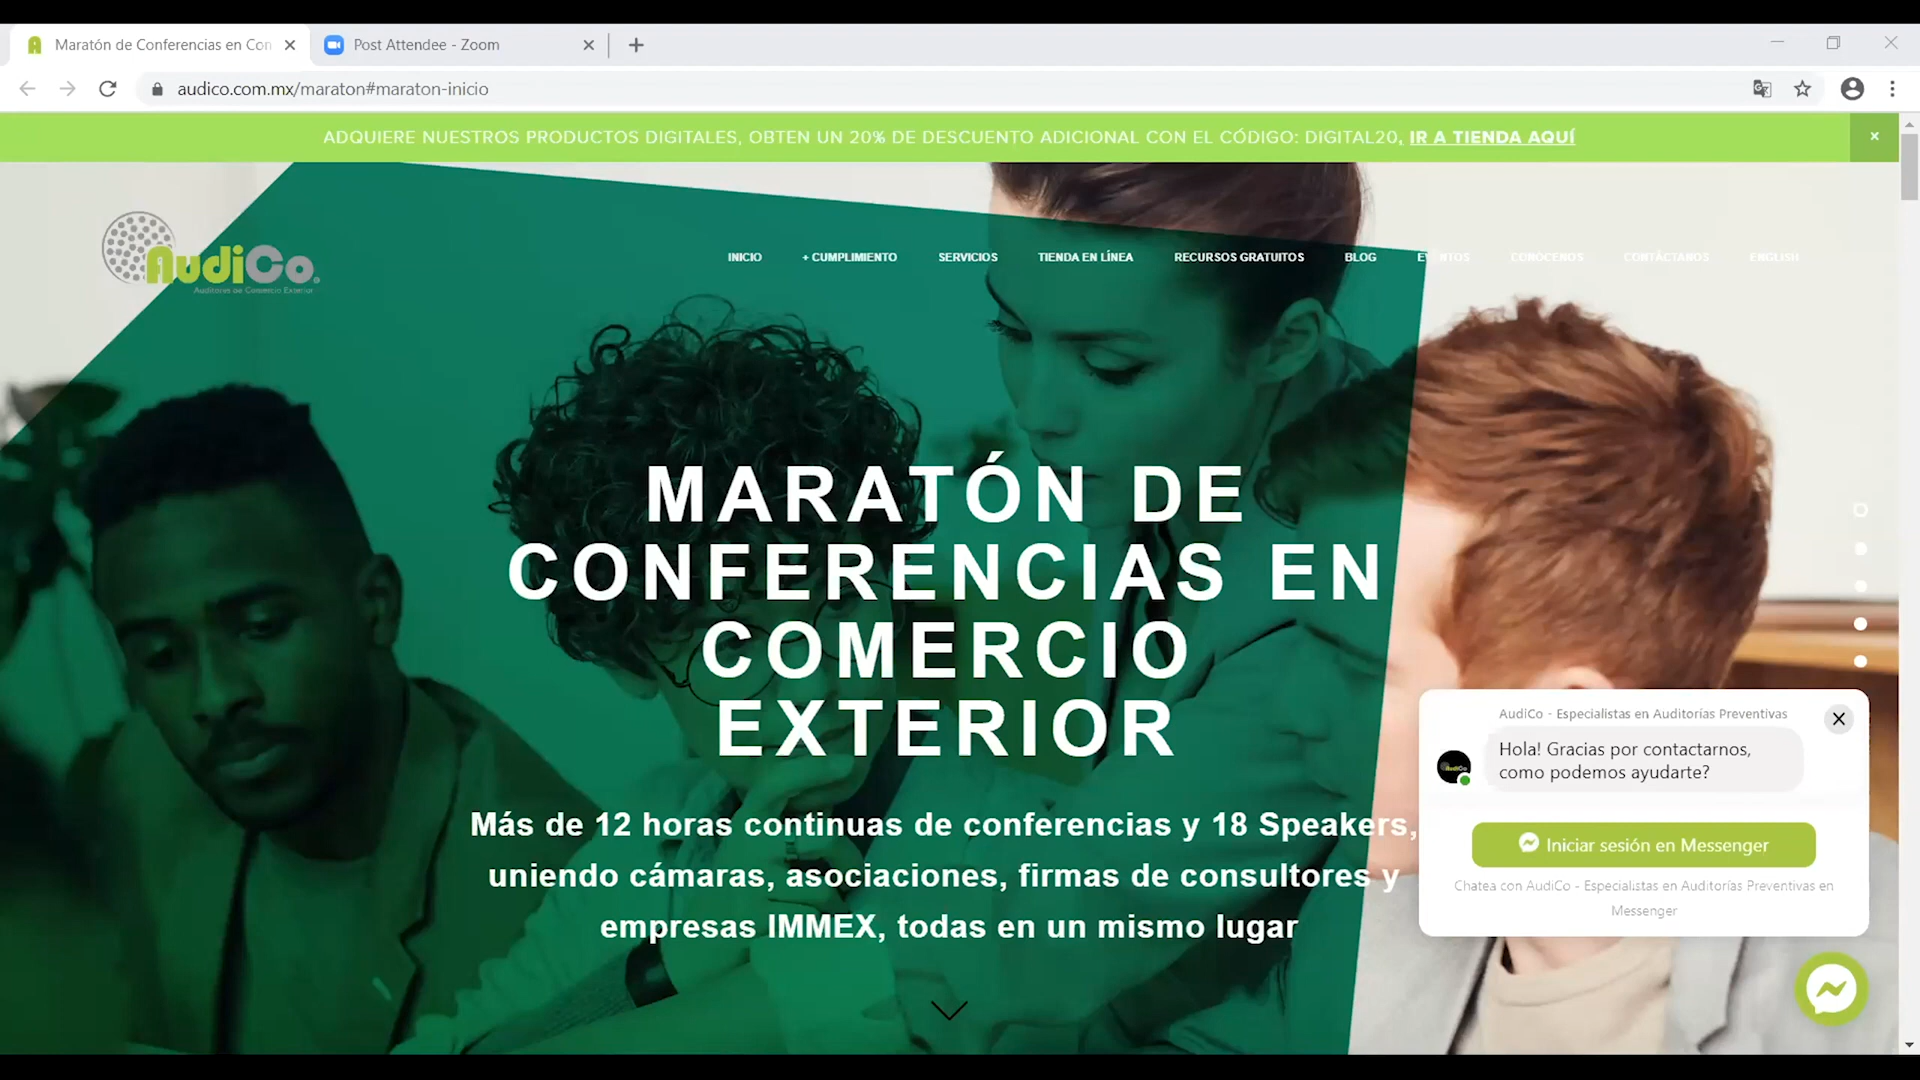 Maratón de Conferencias en Con
Post Attendee - Zoom
audico.com.mx/maraton#maraton-inicio
ADQUIERE NUESTROS PRODUCTOS DIGITALES, OBTEN UN 20% DE DESCUENTO ADICIONAL CON EL CÓDIGO: DIGITAL20, IR A TIENDA AQUÍ
AudiCo.
Auditores de Comercio Exterior
INICIO
+ CUMPLIMIENTO
SERVICIOS
TIENDA EN LÍNEA
RECURSOS GRATUITOS
BLOG
EVENTOS
CONÓCENOS
CONTÁCTANOS
ENGLISH
MARATÓN DE
CONFERENCIAS EN
COMERCIO
EXTERIOR
Más de 12 horas continuas de conferencias y 18 Speakers,
uniendo cámaras, asociaciones, firmas de consultores y
empresas IMMEX, todas en un mismo lugar
AudiCo - Especialistas en Auditorías Preventivas
Hola! Gracias por contactarnos,
como podemos ayudarte?
Iniciar sesión en Messenger
Chatea con AudiCo - Especialistas en Auditorías Preventivas en
Messenger